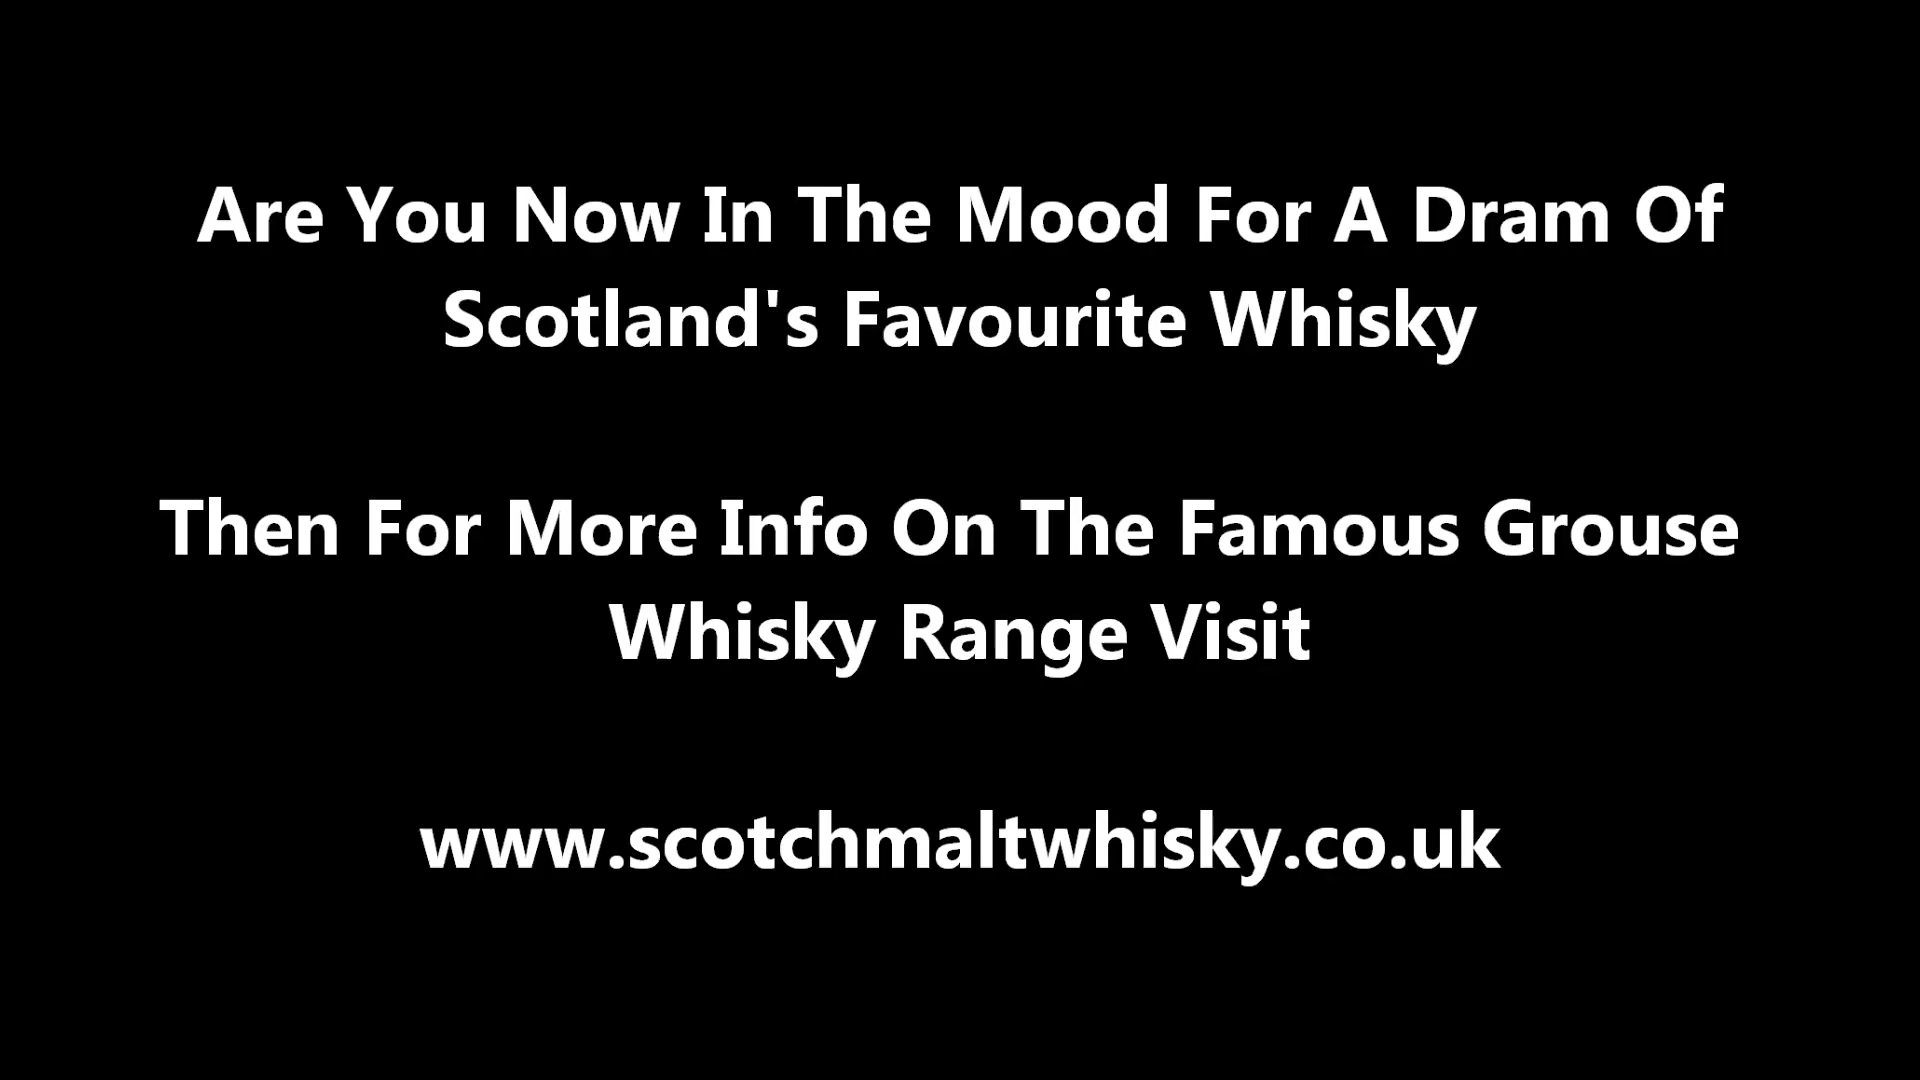 Are You Now In The Mood For A Dram Of
Scotland's Favourite Whisky
Then For More Info On The Famous Grouse
Whisky Range Visit
www.scotchmaltwhisky.co.uk